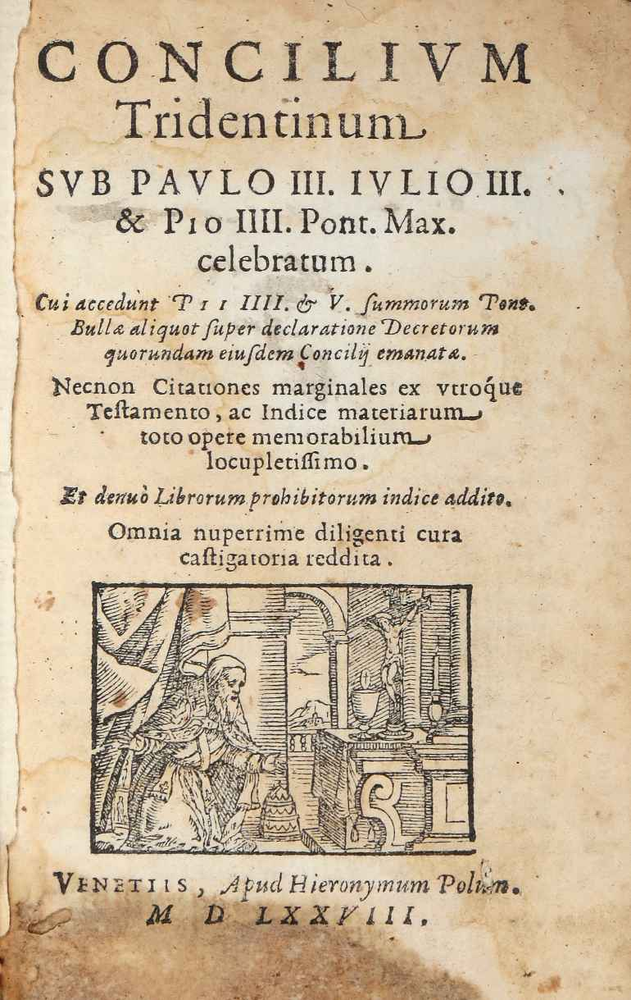 CONCILIVM
Tridentinum
SVB PAVLO III. IVLIO III.
& PIO IIII. Pont. Max.
celebratum.
Cui accedunt PII IIII. & V. ſummorum Pont.
Bullæ aliquot ſuper declaratione Decretorum
quorundam eiuſdem Concilij emanatæ.
Necnon Citationes marginales ex vtroq́ue
Teſtamento, ac Indice materiarum
toto opere memorabilium
locupletiſſimo.
Et denuò Librorum prohibitorum indice addito.
Omnia nuperrime diligenti cura
caſtigatoria reddita.
VENETIIS, Apud Hieronymum Polum.
M D LXXVIII.